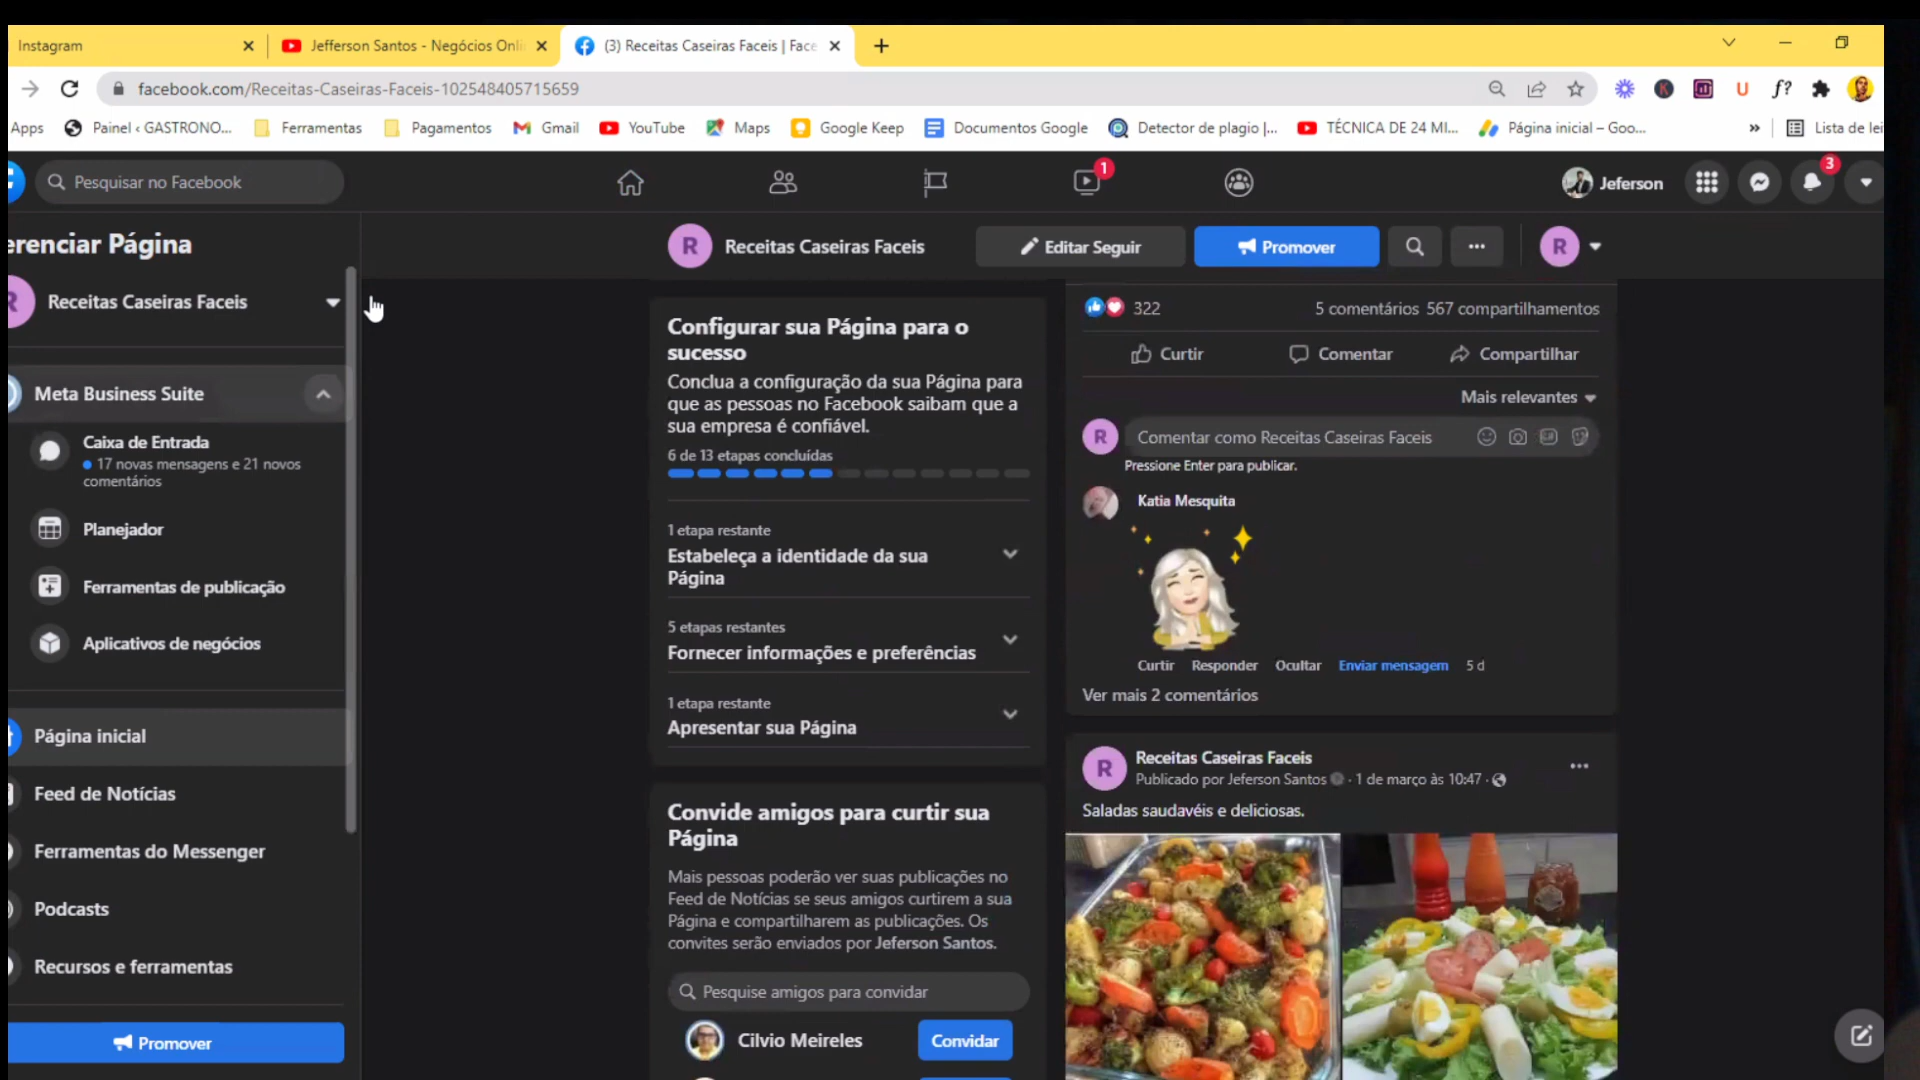 Instagram
Jefferson Santos - Negócios Onli
(3) Receitas Caseiras Faceis | Face
facebook.com/Receitas-Caseiras-Faceis-102548405715659
Apps
Painel ‹ GASTRONO...
Ferramentas
Pagamentos
Gmail
YouTube
Maps
Google Keep
Documentos Google
Detector de plagio |...
TÉCNICA DE 24 MI...
Página inicial – Goo...
»
Lista de lei
Pesquisar no Facebook
1
Jeferson
3
erenciar Página
R
Receitas Caseiras Faceis
Meta Business Suite
Caixa de Entrada
17 novas mensagens e 21 novos
comentários
Planejador
Ferramentas de publicação
Aplicativos de negócios
Página inicial
Feed de Notícias
Ferramentas do Messenger
Podcasts
Recursos e ferramentas
Promover
R
Receitas Caseiras Faceis
Editar Seguir
Promover
R
Configurar sua Página para o
sucesso
Conclua a configuração da sua Página para
que as pessoas no Facebook saibam que a
sua empresa é confiável.
6 de 13 etapas concluídas
1 etapa restante
Estabeleça a identidade da sua
Página
5 etapas restantes
Fornecer informações e preferências
1 etapa restante
Apresentar sua Página
Convide amigos para curtir sua
Página
Mais pessoas poderão ver suas publicações no
Feed de Notícias se seus amigos curtirem a sua
Página e compartilharem as publicações. Os
convites serão enviados por Jeferson Santos.
Pesquise amigos para convidar
Cilvio Meireles
Convidar
322
5 comentários 567 compartilhamentos
Curtir
Comentar
Compartilhar
Mais relevantes
R
Comentar como Receitas Caseiras Faceis
Pressione Enter para publicar.
Katia Mesquita
Curtir Responder Ocultar Enviar mensagem 5 d
Ver mais 2 comentários
R
Receitas Caseiras Faceis
Publicado por Jeferson Santos · 1 de março às 10:47 ·
Saladas saudavéis e deliciosas.